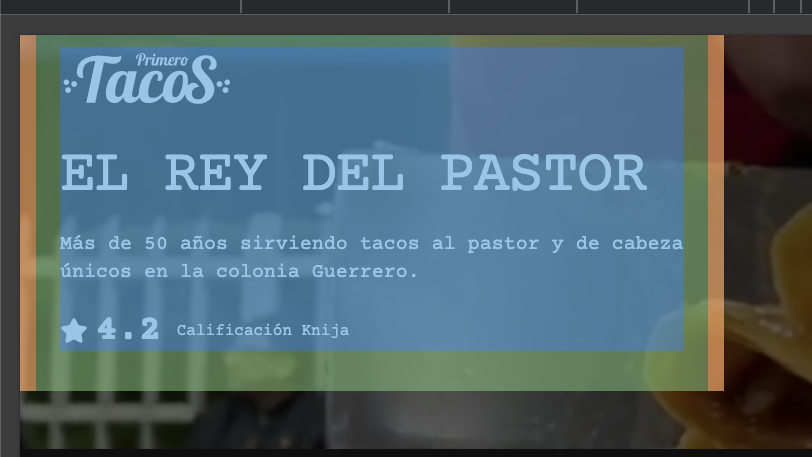 Primero
TacoS
EL REY DEL PASTOR
Más de 50 años sirviendo tacos al pastor y de cabeza
únicos en la colonia Guerrero.
4.2 Calificación Knija